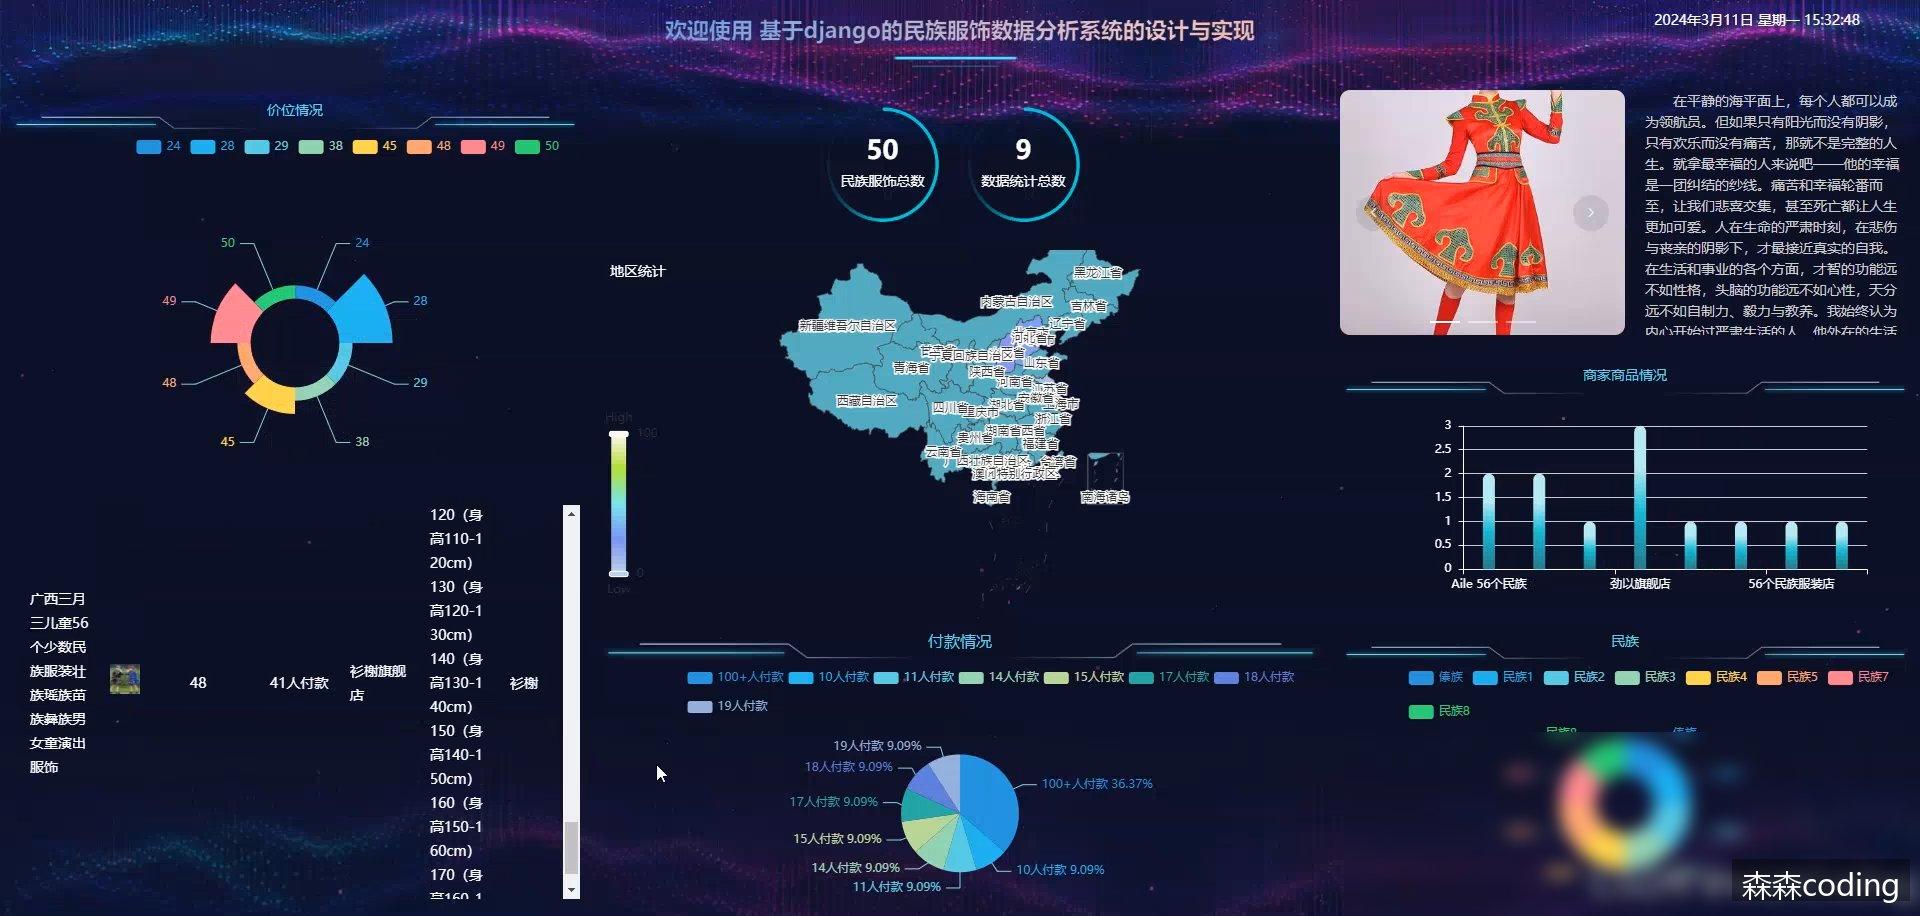 欢迎使用 基于django的民族服饰数据分析系统的设计与实现
2024年3月11日 星期一 15:32:48
价位情况
24 28 29 38 45 48 49 50
50
24
49
28
48
29
45
38
广西三月
三儿童56
个少数民
族服装壮
族瑶族苗
族彝族男
女童演出
服饰
48
41人付款
衫榭旗舰
店
120（身
高110-1
20cm）
130（身
高120-1
30cm）
140（身
高130-1
40cm）
150（身
高140-1
50cm）
160（身
高150-1
60cm）
170（身
高160-1
衫榭
50
民族服饰总数
9
数据统计总数
地区统计
High
100
0
Low
黑龙江省
内蒙古自治区
吉林省
新疆维吾尔自治区
辽宁省
河北省
宁夏回族自治区
青海省
山东省
陕西省
河南省
西藏自治区
四川省
重庆市
湖北省
安徽省
上海市
浙江省
贵州省
湖南省
福建省
云南省
台湾省
澳门特别行政区
海南省
南海诸岛
付款情况
100+人付款 10人付款 11人付款 14人付款 15人付款 17人付款 18人付款
19人付款
19人付款 9.09%
18人付款 9.09%
100+人付款 36.37%
17人付款 9.09%
15人付款 9.09%
14人付款 9.09%
10人付款 9.09%
11人付款 9.09%
在平静的海平面上，每个人都可以成
为领航员。但如果只有阳光而没有阴影，
只有欢乐而没有痛苦，那就不是完整的人
生。就拿最幸福的人来说吧——他的幸福
是一团纠结的纱线。痛苦和幸福轮番而
至，让我们悲喜交集，甚至死亡都让人生
更加可爱。人在生命的严肃时刻，在悲伤
与丧亲的阴影下，才最接近真实的自我。
在生活和事业的各个方面，才智的功能远
不如性格，头脑的功能远不如心性，天分
远不如自制力、毅力与教养。我始终认为
内心开始过严肃生活的人，他外在的生活
商家商品情况
3
2.5
2
1.5
1
0.5
0
Aile 56个民族
劲以旗舰店
56个民族服装店
民族
傣族 民族1 民族2 民族3 民族4 民族5 民族7
民族8
民族8
傣族
森森coding